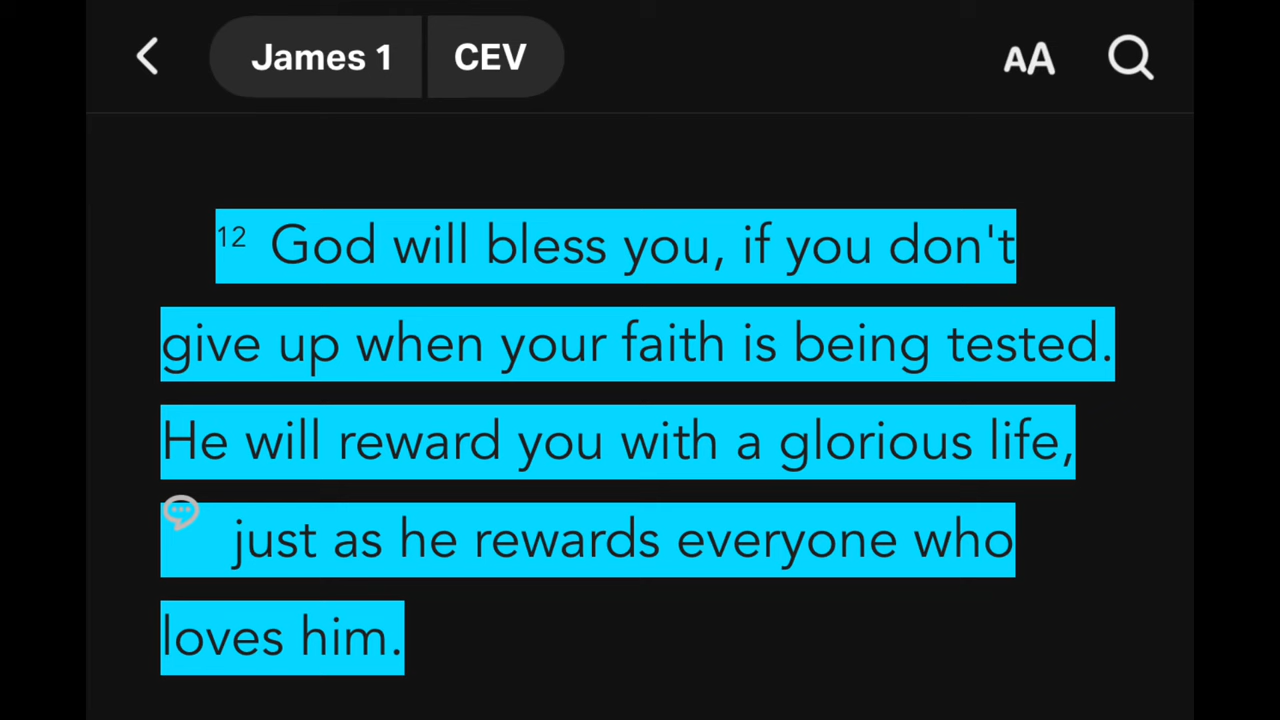 James 1 CEV AA
12 God will bless you, if you don't
give up when your faith is being tested.
He will reward you with a glorious life,
just as he rewards everyone who
loves him.